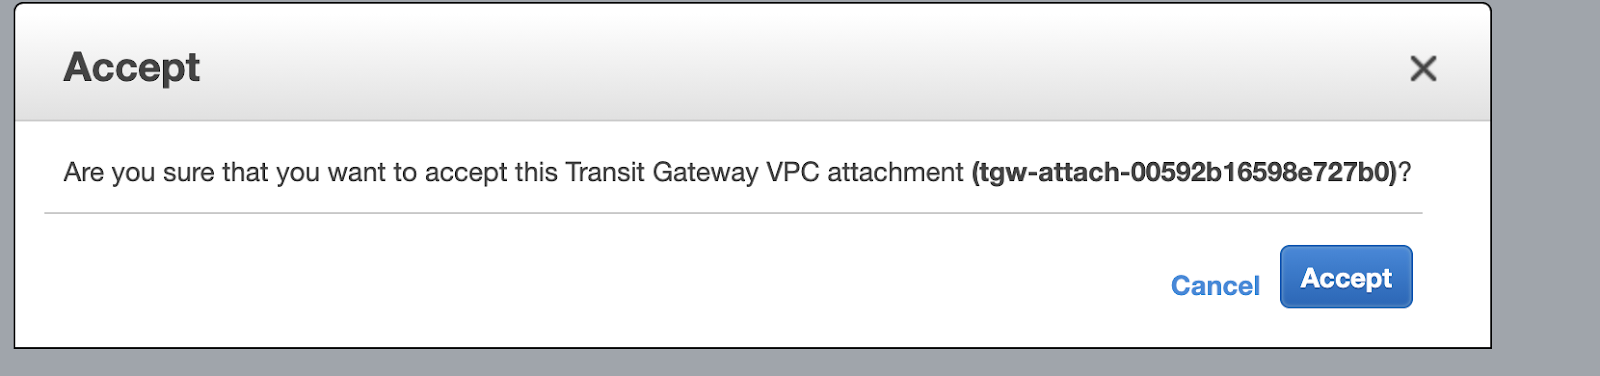 Accept
Are you sure that you want to accept this Transit Gateway VPC attachment (tgw-attach-00592b16598e727b0)?
Cancel
Accept